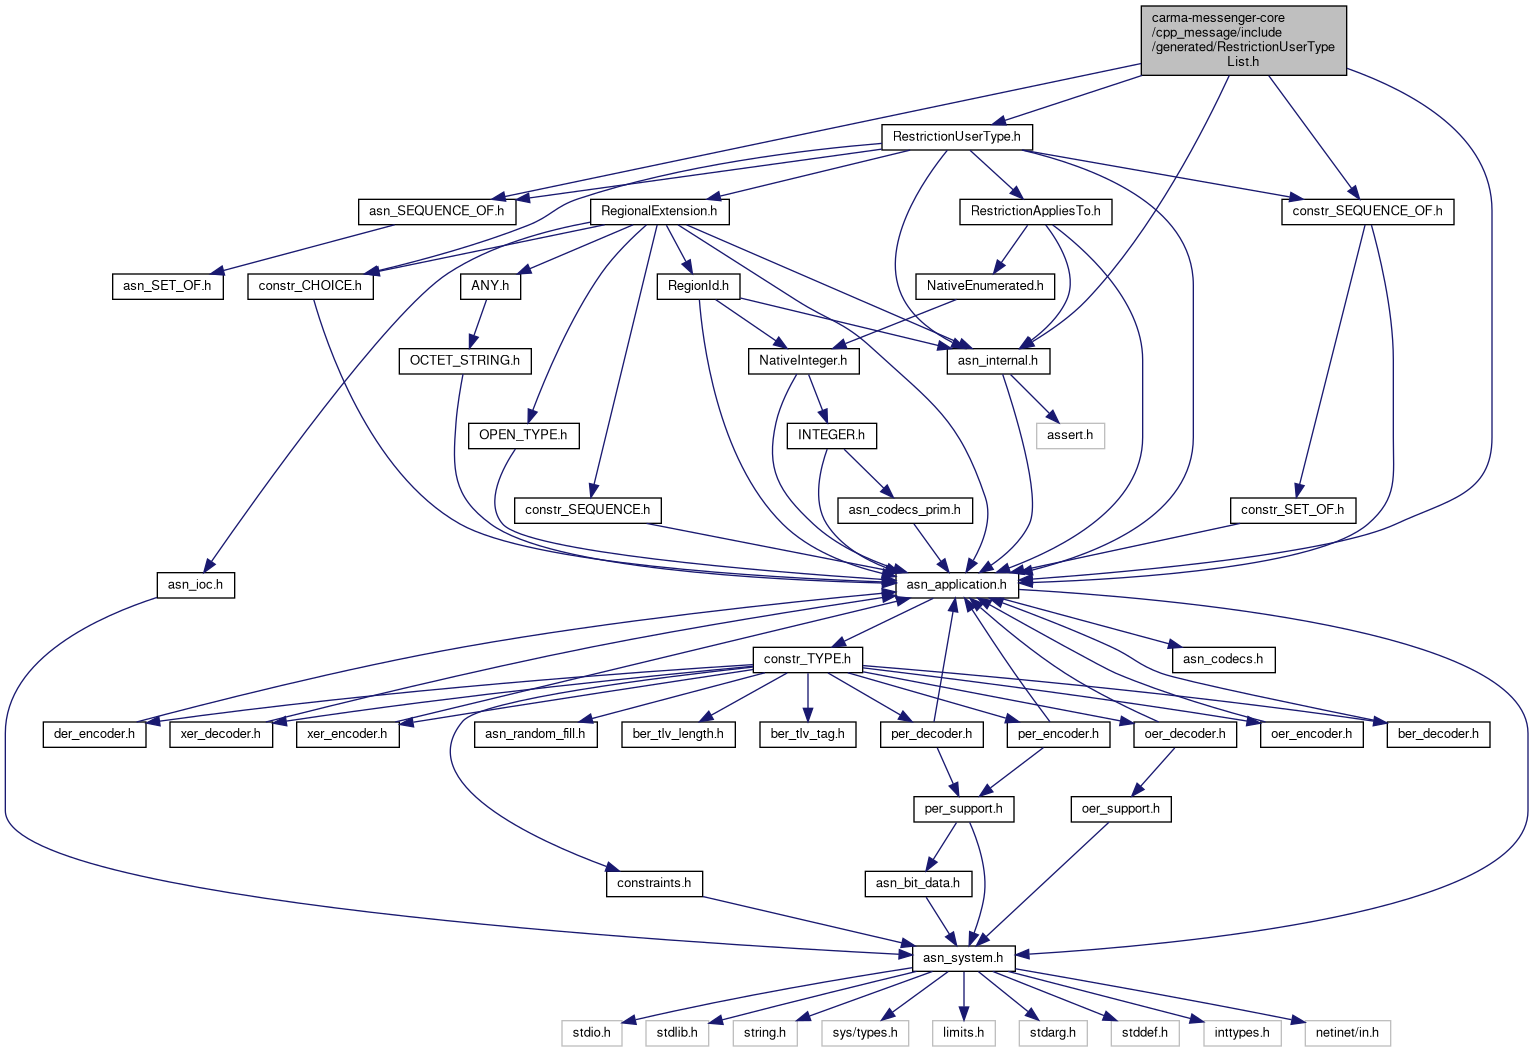 carma-messenger-core
/cpp_message/include
/generated/RestrictionUserType
List.h
RestrictionUserType.h
asn_SEQUENCE_OF.h
RegionalExtension.h
RestrictionAppliesTo.h
constr_SEQUENCE_OF.h
asn_SET_OF.h
constr_CHOICE.h
ANY.h
RegionId.h
NativeEnumerated.h
OCTET_STRING.h
NativeInteger.h
asn_internal.h
OPEN_TYPE.h
INTEGER.h
assert.h
constr_SEQUENCE.h
asn_codecs_prim.h
constr_SET_OF.h
asn_ioc.h
asn_application.h
constr_TYPE.h
asn_codecs.h
der_encoder.h
xer_decoder.h
xer_encoder.h
asn_random_fill.h
ber_tlv_length.h
ber_tlv_tag.h
per_decoder.h
per_encoder.h
oer_decoder.h
oer_encoder.h
ber_decoder.h
per_support.h
oer_support.h
constraints.h
asn_bit_data.h
asn_system.h
stdio.h
stdlib.h
string.h
sys/types.h
limits.h
stdarg.h
stddef.h
inttypes.h
netinet/in.h